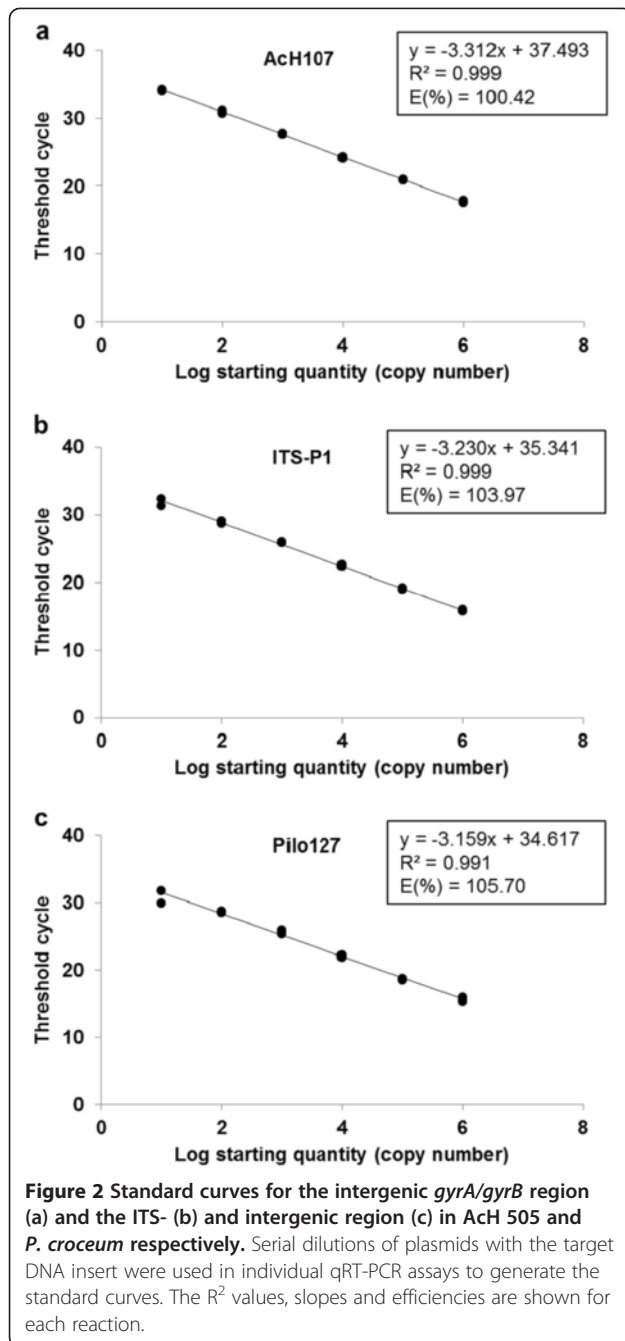 a
AcH107
y = -3.312x + 37.493
R² = 0.999
E(%) = 100.42
Threshold cycle
40
30
20
10
0
0 2 4 6 8
Log starting quantity (copy number)
b
ITS-P1
y = -3.230x + 35.341
R² = 0.999
E(%) = 103.97
Threshold cycle
40
30
20
10
0
0 2 4 6 8
Log starting quantity (copy number)
c
Pilo127
y = -3.159x + 34.617
R² = 0.991
E(%) = 105.70
Threshold cycle
40
30
20
10
0
0 2 4 6 8
Log starting quantity (copy number)
Figure 2 Standard curves for the intergenic gyrA/gyrB region
(a) and the ITS- (b) and intergenic region (c) in AcH 505 and
P. croceum respectively. Serial dilutions of plasmids with the target
DNA insert were used in individual qRT-PCR assays to generate the
standard curves. The R² values, slopes and efficiencies are shown for
each reaction.